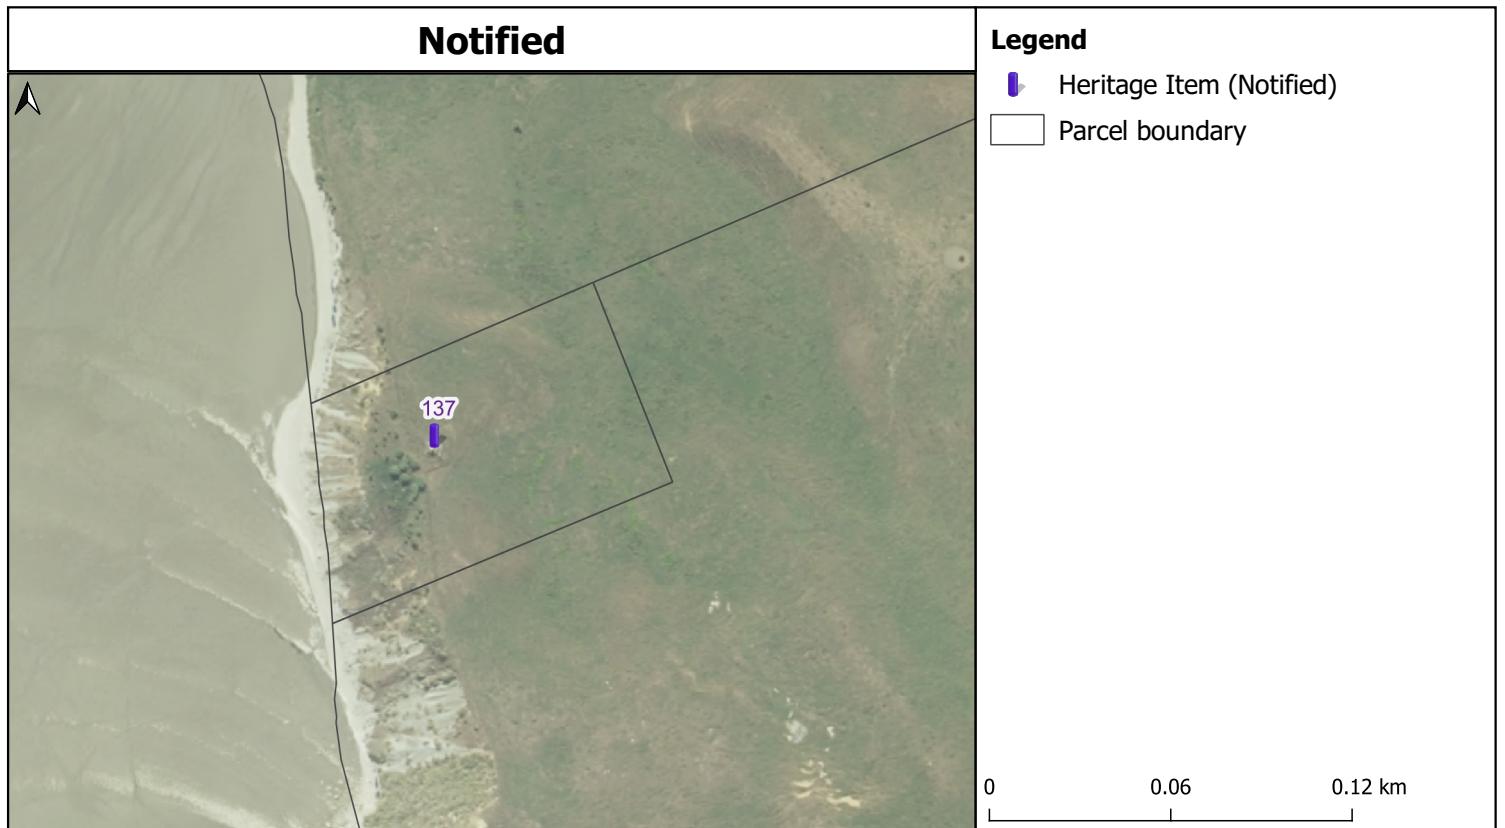 Notified
137
Legend
Heritage Item (Notified)
Parcel boundary
0 0.06 0.12 km